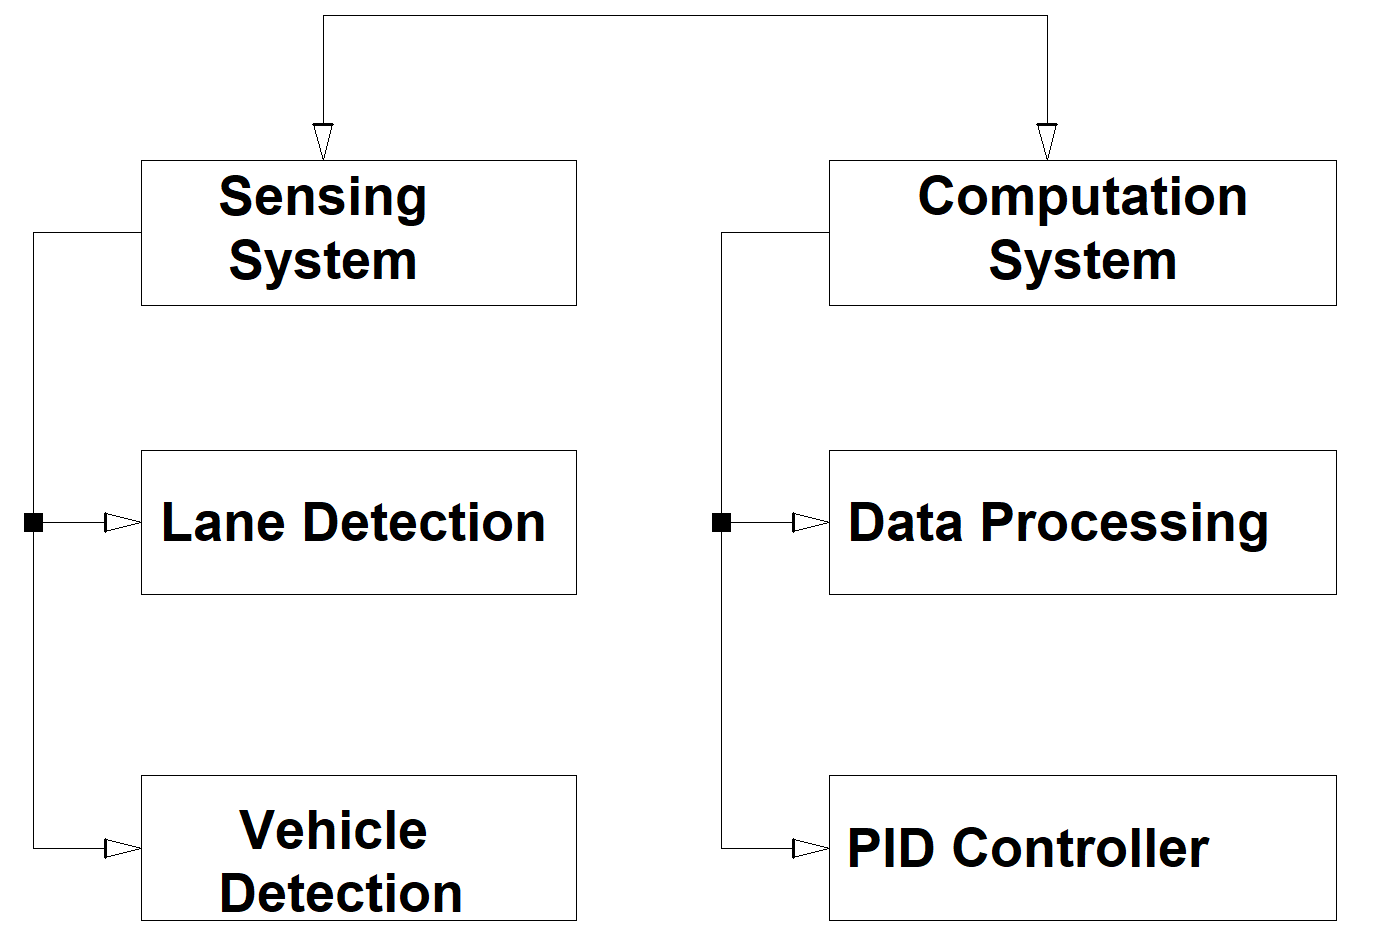 Sensing
System
Computation
System
Lane Detection
Data Processing
Vehicle
Detection
PID Controller